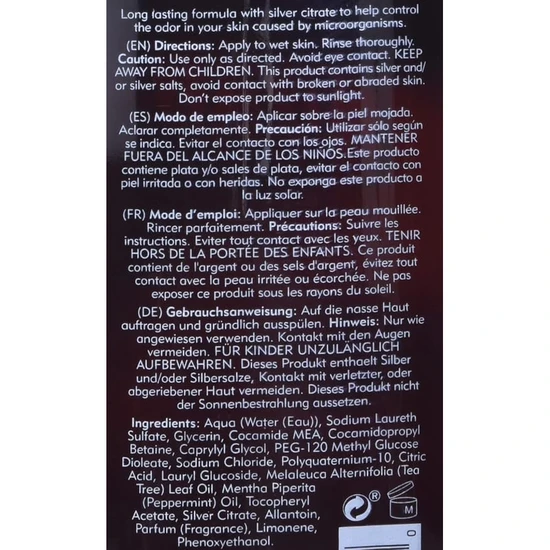 Long lasting formula with silver citrate to help control
the odor in your skin caused by microorganisms.
(EN) Directions: Apply to wet skin. Rinse thoroughly.
Caution: Use only as directed. Avoid eye contact. KEEP
AWAY FROM CHILDREN. This product contains silver and/
or silver salts, avoid contact with broken or abraded skin.
Don't expose product to sunlight.
(ES) Modo de empleo: Aplicar sobre la piel mojada.
Aclarar completamente. Precaución: Utilizar sólo según
se indica. Evitar el contacto con los ojos. MANTENER
FUERA DEL ALCANCE DE LOS NIÑOS.Este producto
contiene plata y/o sales de plata, evitar el contacto con
piel irritada o con heridas. No exponga este producto a
la luz solar.
(FR) Mode d'emploi: Appliquer sur la peau mouillée.
Rincer parfaitement. Précautions: Suivre les
instructions. Eviter tout contact avec les yeux. TENIR
HORS DE LA PORTÉE DES ENFANTS. Ce produit
contient de l'argent ou des sels d'argent, évitez tout
contact avec la peau irritée ou écorchée. Ne pas
exposer ce produit sous les rayons du soleil.
(DE) Gebrauchsanweisung: Auf die nasse Haut
auftragen und gründlich ausspülen. Hinweis: Nur wie
angewiesen verwenden. Kontakt mit den Augen
vermeiden. FÜR KINDER UNZULÄNGLICH
AUFBEWAHREN. Dieses Produkt enthaelt Silber
und/oder Silbersalze, Kontakt mit verletzter, oder
abgeriebener Haut vermeiden. Dieses Produkt nicht
der Sonnenbestrahlung aussetzen.
Ingredients: Aqua (Water (Eau)), Sodium Laureth
Sulfate, Glycerin, Cocamide MEA, Cocamidopropyl
Betaine, Caprylyl Glycol, PEG-120 Methyl Glucose
Dioleate, Sodium Chloride, Polyquaternium-10, Citric
Acid, Lauryl Glucoside, Melaleuca Alternifolia (Tea
Tree) Leaf Oil, Mentha Piperita
(Peppermint) Oil, Tocopheryl
Acetate, Silver Citrate, Allantoin,
Parfum (Fragrance), Limonene,
Phenoxyethanol.
®
M
0